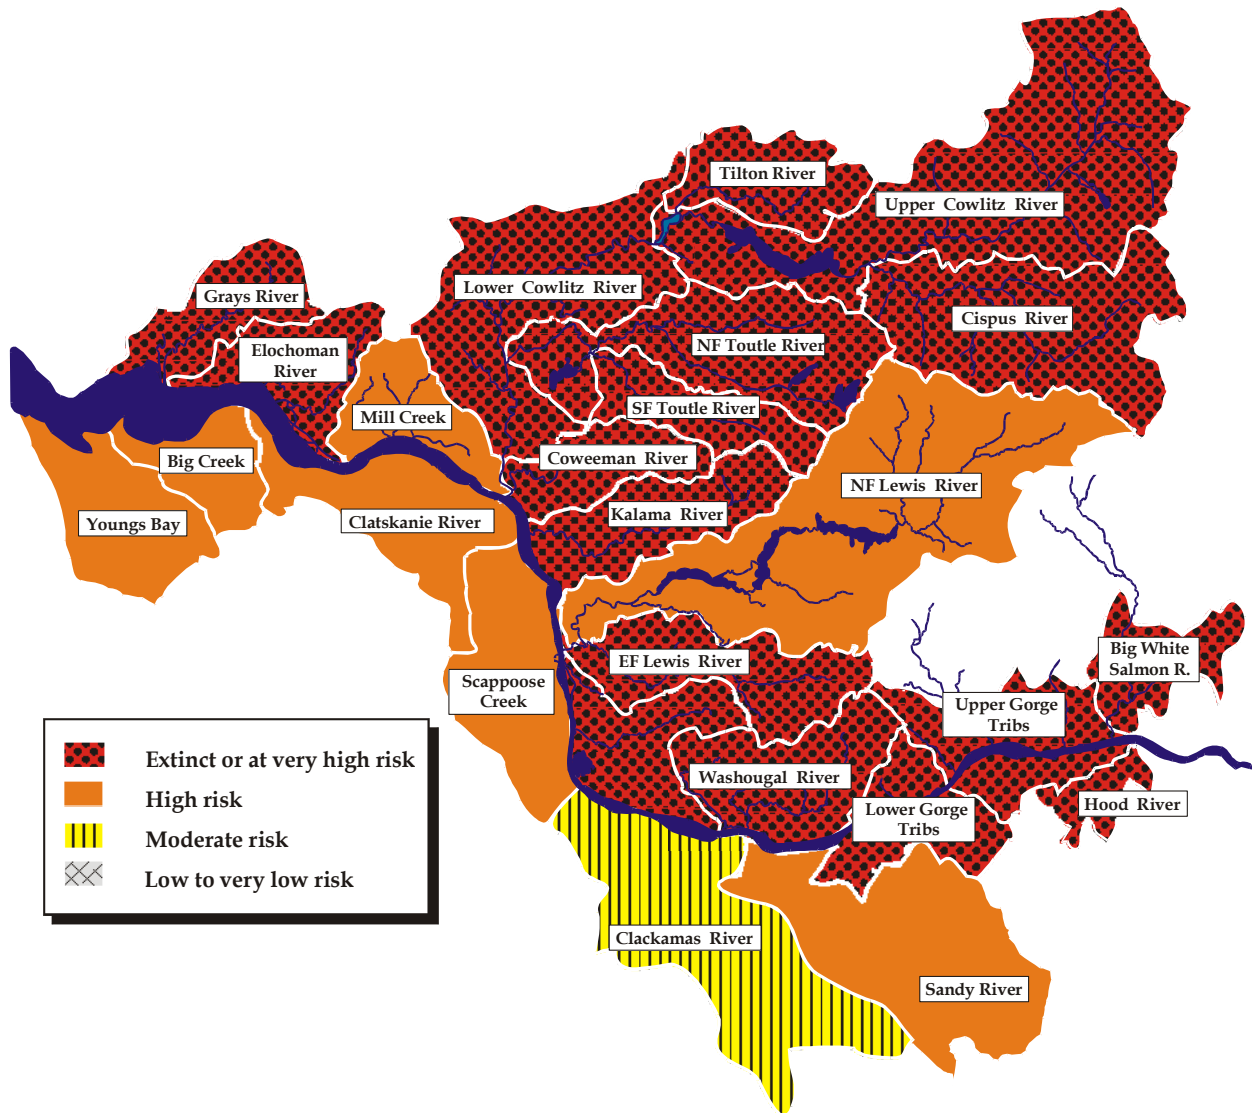 Tilton River
Upper Cowlitz River
Grays River
Lower Cowlitz River
Cispus River
Elochoman
River
NF Toutle River
Mill Creek
SF Toutle River
Big Creek
Coweeman River
NF Lewis River
Youngs Bay
Clatskanie River
Kalama River
EF Lewis River
Big White
Salmon R.
Scappoose
Creek
Upper Gorge
Tribs
Washougal River
Hood River
Lower Gorge
Tribs
Extinct or at very high risk
High risk
Moderate risk
Low to very low risk
Clackamas River
Sandy River